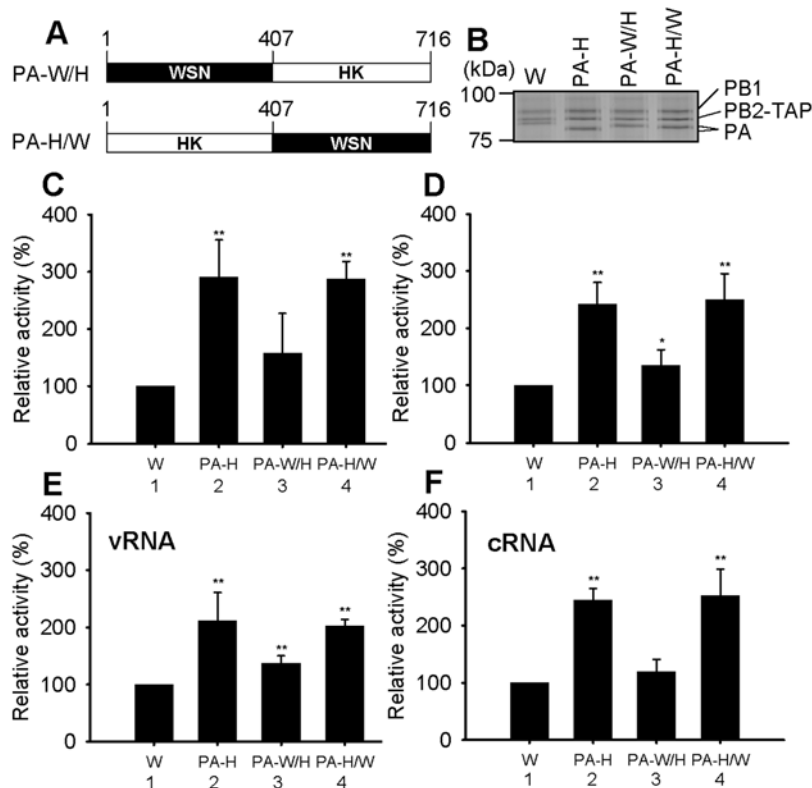 A
1 407 716
PA-W/H WSN HK
PA-H/W HK WSN
B
(kDa) W PA-H PA-W/H PA-H/W
100
75
PB1
PB2-TAP
PA
C
Relative activity (%)
400
300
200
100
0
** **
W PA-H PA-W/H PA-H/W
1 2 3 4
D
Relative activity (%)
400
300
200
100
0
** * **
W PA-H PA-W/H PA-H/W
1 2 3 4
E
vRNA
Relative activity (%)
400
300
200
100
0
** ** **
W PA-H PA-W/H PA-H/W
1 2 3 4
F
cRNA
Relative activity (%)
400
300
200
100
0
** **
W PA-H PA-W/H PA-H/W
1 2 3 4